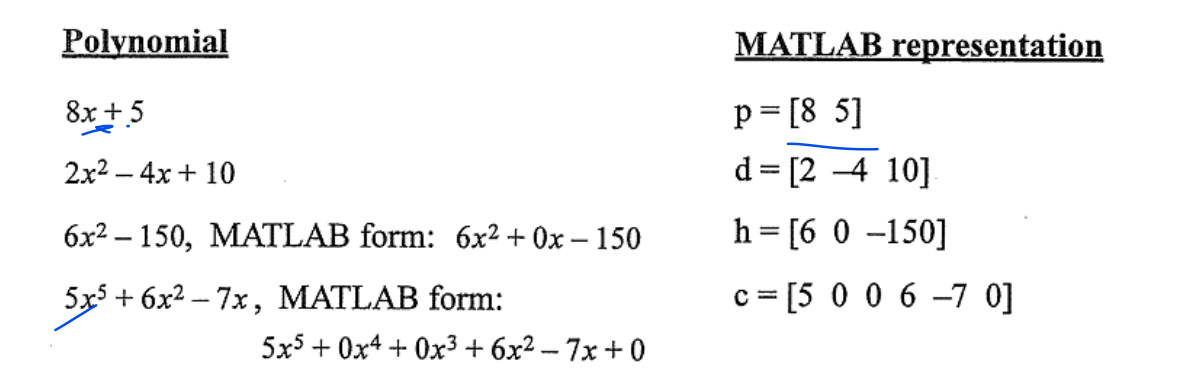 Polynomial MATLAB representation
8x + 5 p = [8 5]
2x² – 4x + 10 d = [2 –4 10]
6x² – 150, MATLAB form: 6x² + 0x – 150 h = [6 0 –150]
5x⁵ + 6x² – 7x, MATLAB form: c = [5 0 0 6 –7 0]
5x⁵ + 0x⁴ + 0x³ + 6x² – 7x + 0